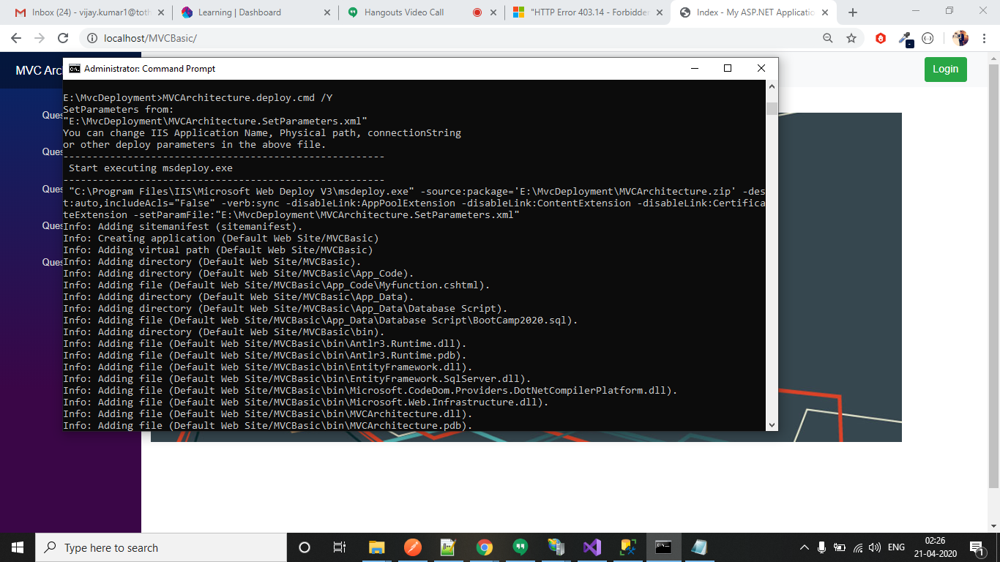 Inbox (24) - vijay.kumar1@toth
Learning | Dashboard
Hangouts Video Call
"HTTP Error 403.14 - Forbidden
Index - My ASP.NET Applicatio
localhost/MVCBasic/
MVC Arc
Login
Administrator: Command Prompt
Ques
Ques
Ques
Ques
Ques
E:\MvcDeployment>MVCArchitecture.deploy.cmd /Y
SetParameters from:
"E:\MvcDeployment\MVCArchitecture.SetParameters.xml"
You can change IIS Application Name, Physical path, connectionString
or other deploy parameters in the above file.
-------------------------------------------------------
Start executing msdeploy.exe
-------------------------------------------------------
"C:\Program Files\IIS\Microsoft Web Deploy V3\msdeploy.exe" -source:package='E:\MvcDeployment\MVCArchitecture.zip' -des
t:auto,includeAcls="False" -verb:sync -disableLink:AppPoolExtension -disableLink:ContentExtension -disableLink:Certifica
teExtension -setParamFile:"E:\MvcDeployment\MVCArchitecture.SetParameters.xml"
Info: Adding sitemanifest (sitemanifest).
Info: Creating application (Default Web Site/MVCBasic)
Info: Adding virtual path (Default Web Site/MVCBasic)
Info: Adding directory (Default Web Site/MVCBasic).
Info: Adding directory (Default Web Site/MVCBasic\App_Code).
Info: Adding file (Default Web Site/MVCBasic\App_Code\Myfunction.cshtml).
Info: Adding directory (Default Web Site/MVCBasic\App_Data).
Info: Adding directory (Default Web Site/MVCBasic\App_Data\Database Script).
Info: Adding file (Default Web Site/MVCBasic\App_Data\Database Script\BootCamp2020.sql).
Info: Adding directory (Default Web Site/MVCBasic\bin).
Info: Adding file (Default Web Site/MVCBasic\bin\Antlr3.Runtime.dll).
Info: Adding file (Default Web Site/MVCBasic\bin\Antlr3.Runtime.pdb).
Info: Adding file (Default Web Site/MVCBasic\bin\EntityFramework.dll).
Info: Adding file (Default Web Site/MVCBasic\bin\EntityFramework.SqlServer.dll).
Info: Adding file (Default Web Site/MVCBasic\bin\Microsoft.CodeDom.Providers.DotNetCompilerPlatform.dll).
Info: Adding file (Default Web Site/MVCBasic\bin\Microsoft.Web.Infrastructure.dll).
Info: Adding file (Default Web Site/MVCBasic\bin\MVCArchitecture.dll).
Info: Adding file (Default Web Site/MVCBasic\bin\MVCArchitecture.pdb).
Type here to search
ENG
02:26
21-04-2020
1